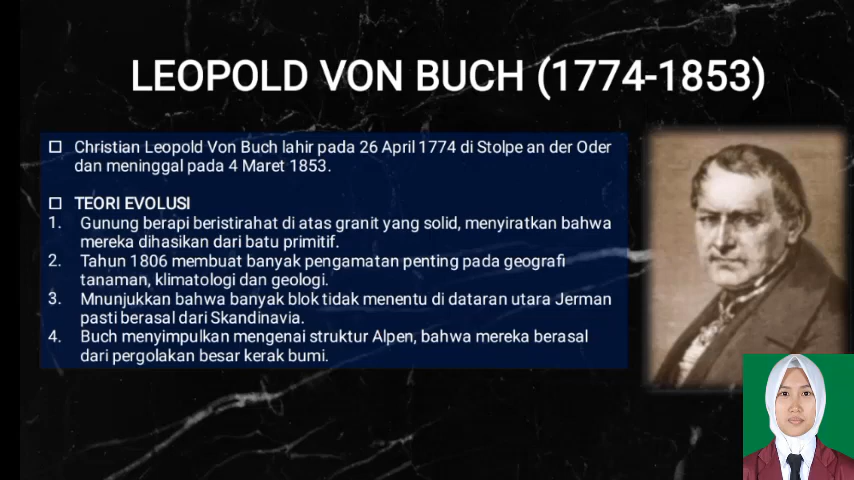 LEOPOLD VON BUCH (1774-1853)
Christian Leopold Von Buch lahir pada 26 April 1774 di Stolpe an der Oder
dan meninggal pada 4 Maret 1853.
TEORI EVOLUSI
1. Gunung berapi beristirahat di atas granit yang solid, menyiratkan bahwa
mereka dihasikan dari batu primitif.
2. Tahun 1806 membuat banyak pengamatan penting pada geografi
tanaman, klimatologi dan geologi.
3. Mnunjukkan bahwa banyak blok tidak menentu di dataran utara Jerman
pasti berasal dari Skandinavia.
4. Buch menyimpulkan mengenai struktur Alpen, bahwa mereka berasal
dari pergolakan besar kerak bumi.